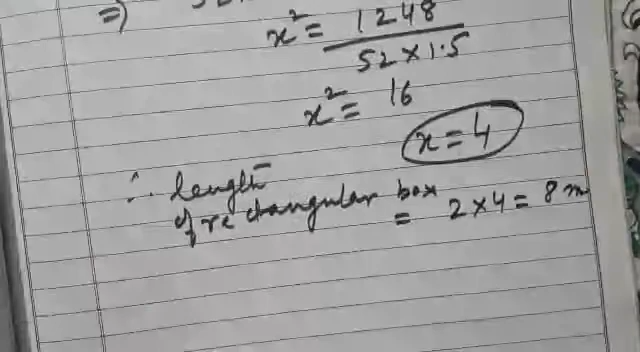 =>
x² = 1248
52 × 1.5
x² = 16
x = 4
∴ length
of rectangular box
= 2 × 4 = 8 m